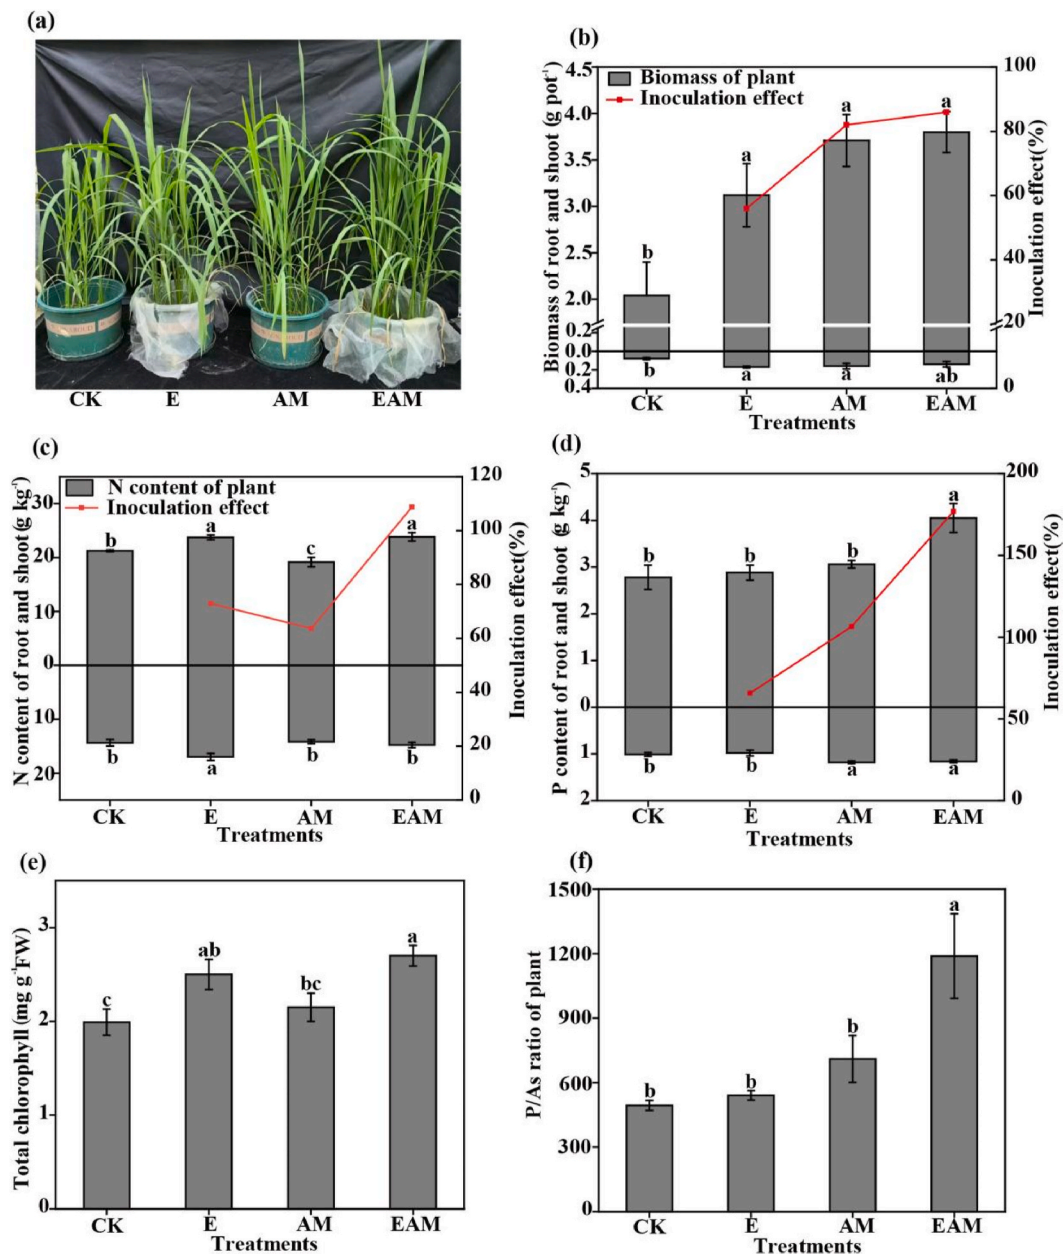 (a)
CK E AM EAM
(b)
Biomass of plant
Inoculation effect
Biomass of root and shoot (g pot⁻¹)
4.5
4.0
3.5
3.0
2.5
2.0
0.2
0.0
0.2
0.4
100
80
60
40
20
0
Inoculation effect(%)
b a a a
b a a ab
CK E AM EAM
Treatments
(c)
N content of plant
Inoculation effect
N content of root and shoot (g kg⁻¹)
30
20
10
0
10
20
120
100
80
60
40
20
0
Inoculation effect(%)
b a c a
b a b b
CK E AM EAM
Treatments
(d)
P content of root and shoot (g kg⁻¹)
5
4
3
2
1
0
1
2
200
150
100
50
0
Inoculation effect(%)
b b b a
b b a a
CK E AM EAM
Treatments
(e)
Total chlorophyll (mg g⁻¹FW)
3
2
1
0
c ab bc a
CK E AM EAM
Treatments
(f)
P/As ratio of plant
1500
1200
900
600
300
0
b b b a
CK E AM EAM
Treatments